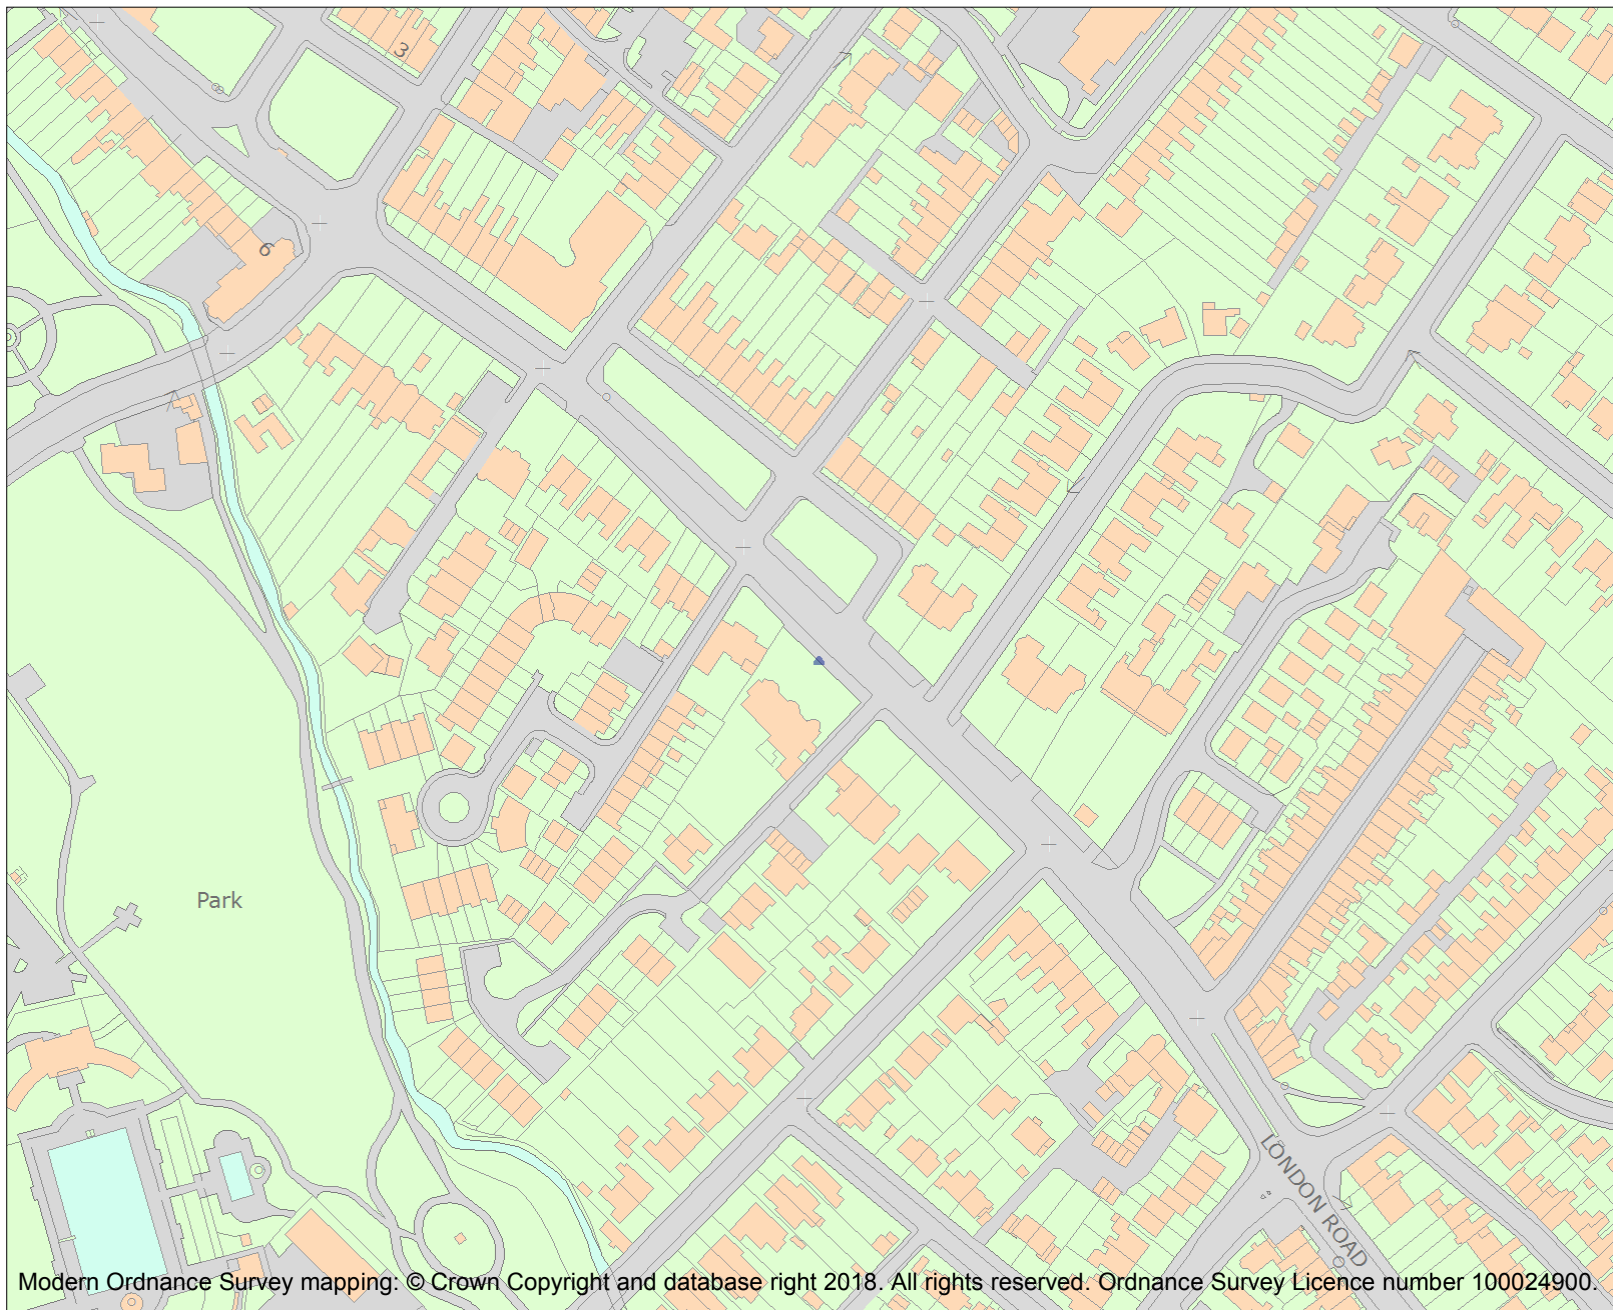 3
6
Park
LONDON ROAD
Modern Ordnance Survey mapping: © Crown Copyright and database right 2018. All rights reserved. Ordnance Survey Licence number 100024900.